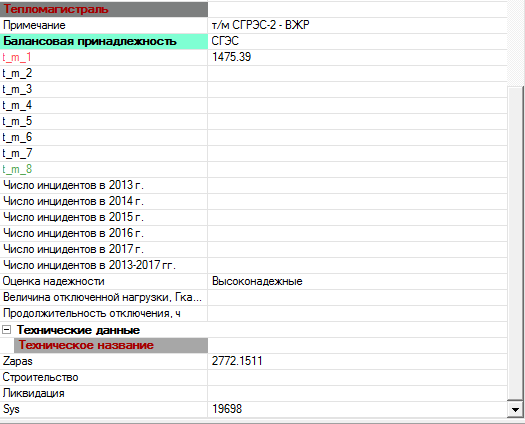 Тепломагистраль
Примечание т/м СГРЭС-2 - ВЖР
Балансовая принадлежность СГЭС
t_m_1 1475.39
t_m_2
t_m_3
t_m_4
t_m_5
t_m_6
t_m_7
t_m_8
Число инцидентов в 2013 г.
Число инцидентов в 2014 г.
Число инцидентов в 2015 г.
Число инцидентов в 2016 г.
Число инцидентов в 2017 г.
Число инцидентов в 2013-2017 гг.
Оценка надежности Высоконадежные
Величина отключенной нагрузки, Гка...
Продолжительность отключения, ч
Технические данные
Техническое название
Zapas 2772.1511
Строительство
Ликвидация
Sys 19698